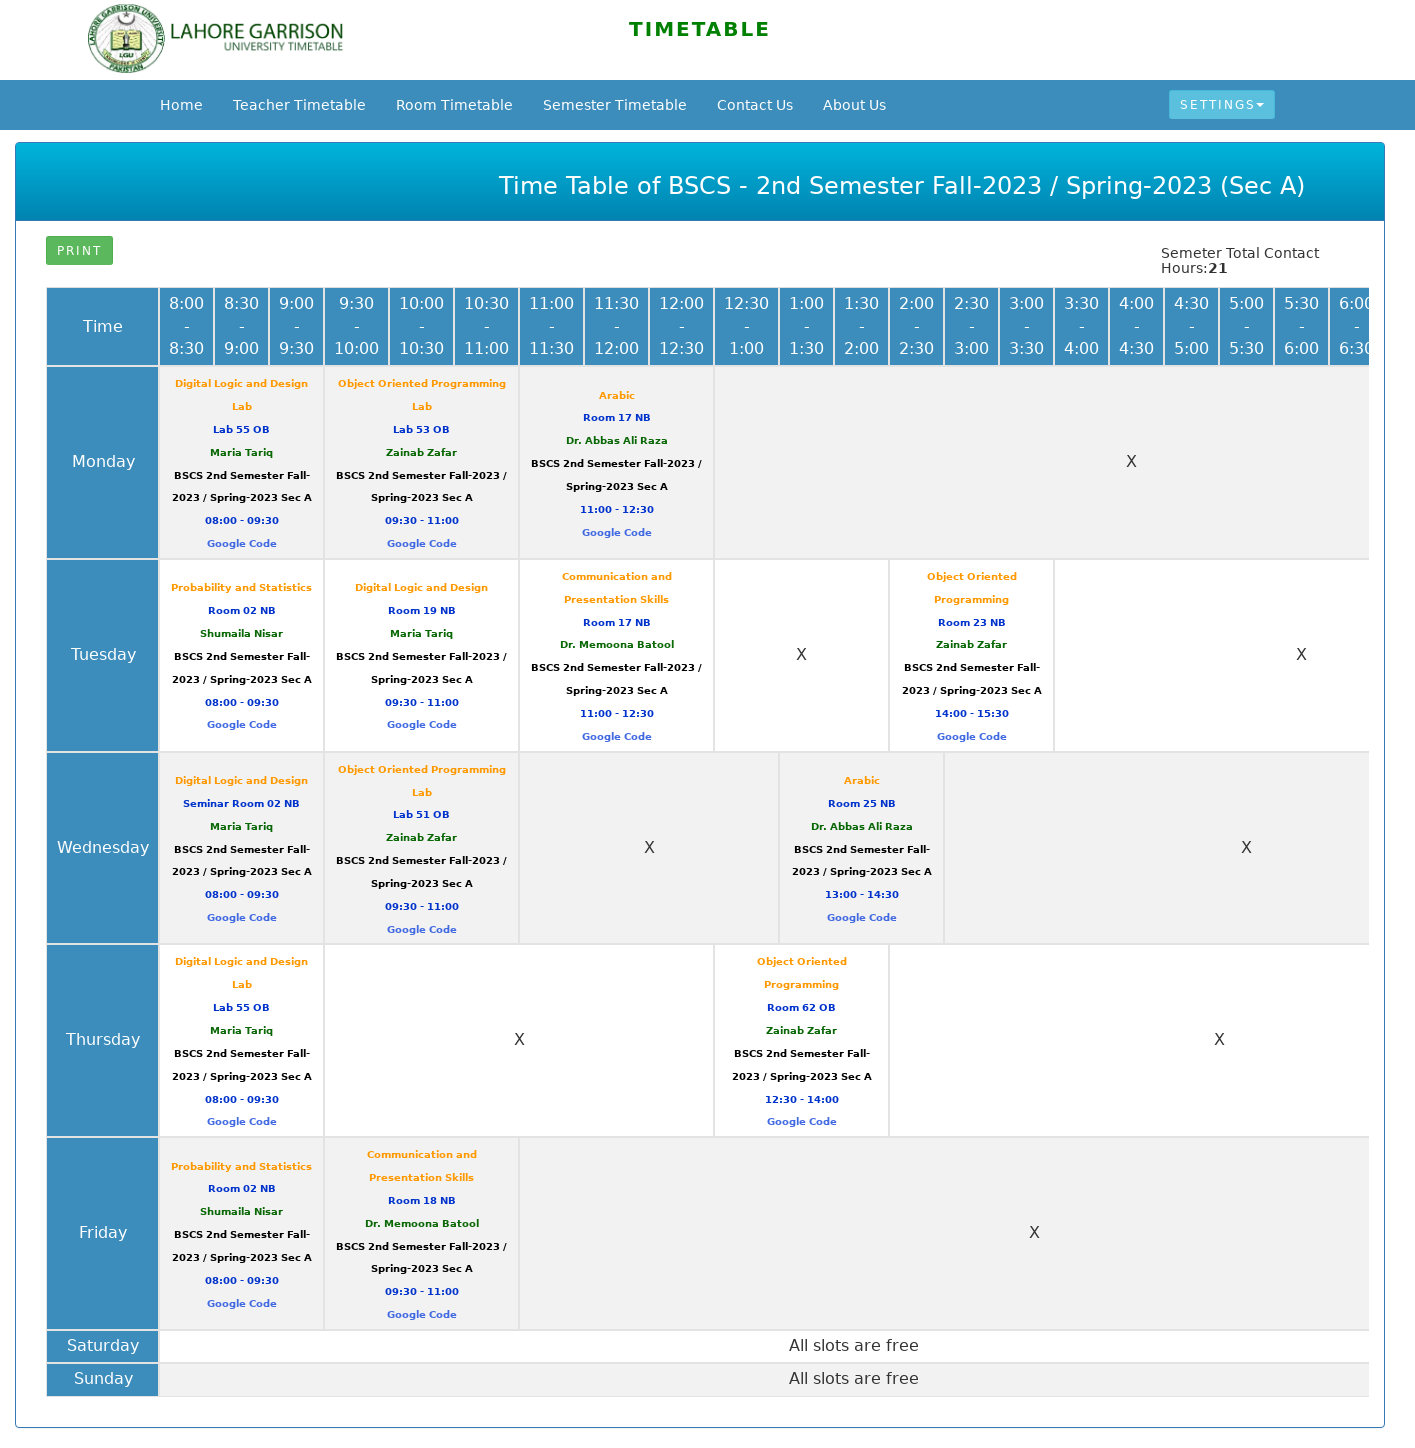 LAHORE GARRISON
UNIVERSITY TIMETABLE
LGU
PAKISTAN
TIMETABLE
Home Teacher Timetable Room Timetable Semester Timetable Contact Us About Us SETTINGS
Time Table of BSCS - 2nd Semester Fall-2023 / Spring-2023 (Sec A)
PRINT
Semeter Total Contact
Hours:21
Time
8:00 - 8:30
8:30 - 9:00
9:00 - 9:30
9:30 - 10:00
10:00 - 10:30
10:30 - 11:00
11:00 - 11:30
11:30 - 12:00
12:00 - 12:30
12:30 - 1:00
1:00 - 1:30
1:30 - 2:00
2:00 - 2:30
2:30 - 3:00
3:00 - 3:30
3:30 - 4:00
4:00 - 4:30
4:30 - 5:00
5:00 - 5:30
5:30 - 6:00
6:00 - 6:30
Monday
Digital Logic and Design
Lab
Lab 55 OB
Maria Tariq
BSCS 2nd Semester Fall-
2023 / Spring-2023 Sec A
08:00 - 09:30
Google Code
Object Oriented Programming
Lab
Lab 53 OB
Zainab Zafar
BSCS 2nd Semester Fall-2023 /
Spring-2023 Sec A
09:30 - 11:00
Google Code
Arabic
Room 17 NB
Dr. Abbas Ali Raza
BSCS 2nd Semester Fall-2023 /
Spring-2023 Sec A
11:00 - 12:30
Google Code
X
Tuesday
Probability and Statistics
Room 02 NB
Shumaila Nisar
BSCS 2nd Semester Fall-
2023 / Spring-2023 Sec A
08:00 - 09:30
Google Code
Digital Logic and Design
Room 19 NB
Maria Tariq
BSCS 2nd Semester Fall-2023 /
Spring-2023 Sec A
09:30 - 11:00
Google Code
Communication and
Presentation Skills
Room 17 NB
Dr. Memoona Batool
BSCS 2nd Semester Fall-2023 /
Spring-2023 Sec A
11:00 - 12:30
Google Code
X
Object Oriented
Programming
Room 23 NB
Zainab Zafar
BSCS 2nd Semester Fall-
2023 / Spring-2023 Sec A
14:00 - 15:30
Google Code
X
Wednesday
Digital Logic and Design
Seminar Room 02 NB
Maria Tariq
BSCS 2nd Semester Fall-
2023 / Spring-2023 Sec A
08:00 - 09:30
Google Code
Object Oriented Programming
Lab
Lab 51 OB
Zainab Zafar
BSCS 2nd Semester Fall-2023 /
Spring-2023 Sec A
09:30 - 11:00
Google Code
X
Arabic
Room 25 NB
Dr. Abbas Ali Raza
BSCS 2nd Semester Fall-
2023 / Spring-2023 Sec A
13:00 - 14:30
Google Code
X
Thursday
Digital Logic and Design
Lab
Lab 55 OB
Maria Tariq
BSCS 2nd Semester Fall-
2023 / Spring-2023 Sec A
08:00 - 09:30
Google Code
X
Object Oriented
Programming
Room 62 OB
Zainab Zafar
BSCS 2nd Semester Fall-
2023 / Spring-2023 Sec A
12:30 - 14:00
Google Code
X
Friday
Probability and Statistics
Room 02 NB
Shumaila Nisar
BSCS 2nd Semester Fall-
2023 / Spring-2023 Sec A
08:00 - 09:30
Google Code
Communication and
Presentation Skills
Room 18 NB
Dr. Memoona Batool
BSCS 2nd Semester Fall-2023 /
Spring-2023 Sec A
09:30 - 11:00
Google Code
X
Saturday
All slots are free
Sunday
All slots are free